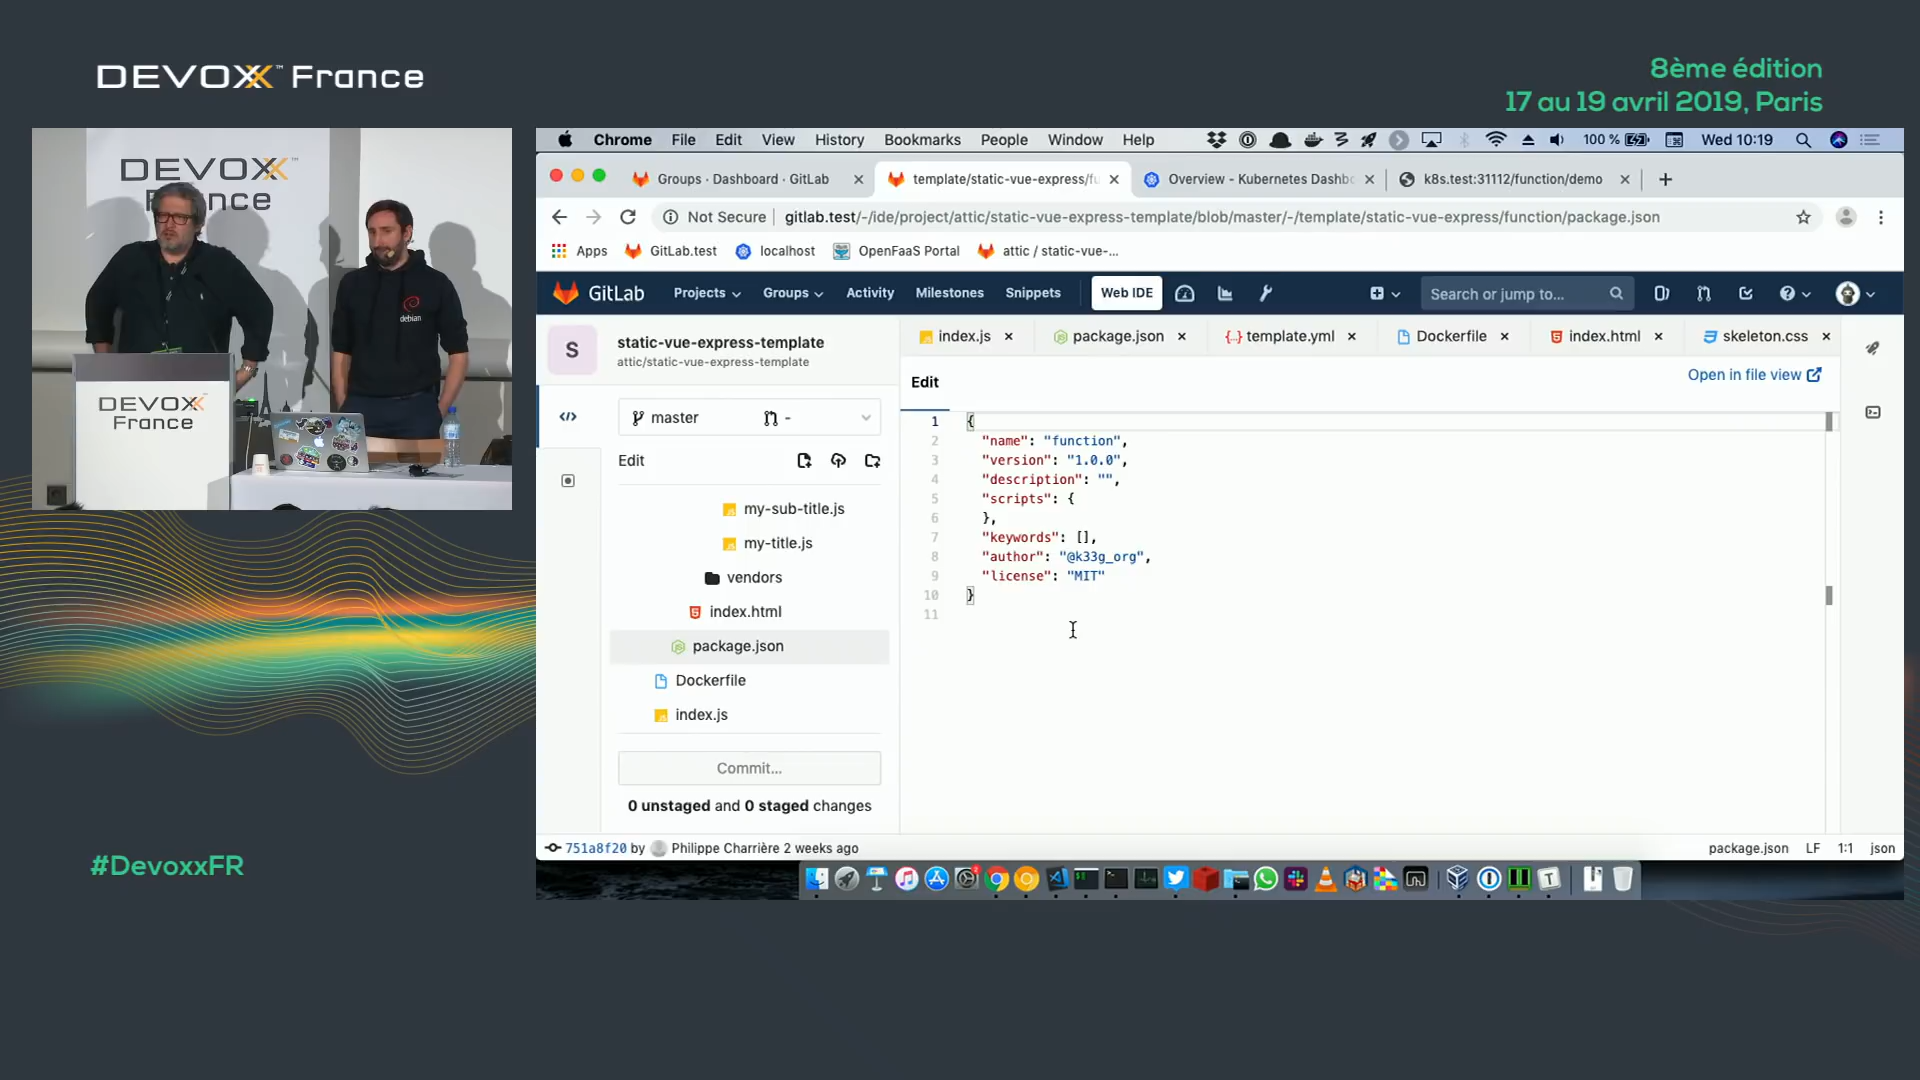 DEVOXX™ France
8ème édition
17 au 19 avril 2019, Paris
DEVOXX™
France
debian
DEVOXX
France
Chrome File Edit View History Bookmarks People Window Help
100 % Wed 10:19
Groups · Dashboard · GitLab
template/static-vue-express/fu
Overview - Kubernetes Dashbo
k8s.test:31112/function/demo
Not Secure gitlab.test/-/ide/project/attic/static-vue-express-template/blob/master/-/template/static-vue-express/function/package.json
Apps GitLab.test localhost OpenFaaS Portal attic / static-vue-...
GitLab Projects Groups Activity Milestones Snippets Web IDE Search or jump to...
S
static-vue-express-template
attic/static-vue-express-template
index.js package.json template.yml Dockerfile index.html skeleton.css
Edit
Open in file view
master -
Edit
my-sub-title.js
my-title.js
vendors
index.html
package.json
Dockerfile
index.js
Commit...
0 unstaged and 0 staged changes
1 {
2 "name": "function",
3 "version": "1.0.0",
4 "description": "",
5 "scripts": {
6 },
7 "keywords": [],
8 "author": "@k33g_org",
9 "license": "MIT"
10 }
11
751a8f20 by Philippe Charrière 2 weeks ago
package.json LF 1:1 json
#DevoxxFR